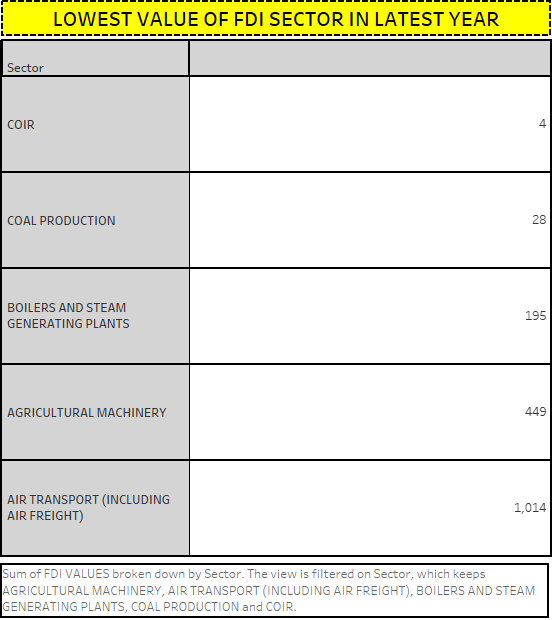 LOWEST VALUE OF FDI SECTOR IN LATEST YEAR
Sector
COIR 4
COAL PRODUCTION 28
BOILERS AND STEAM
GENERATING PLANTS 195
AGRICULTURAL MACHINERY 449
AIR TRANSPORT (INCLUDING
AIR FREIGHT) 1,014
Sum of FDI VALUES broken down by Sector. The view is filtered on Sector, which keeps
AGRICULTURAL MACHINERY, AIR TRANSPORT (INCLUDING AIR FREIGHT), BOILERS AND STEAM
GENERATING PLANTS, COAL PRODUCTION and COIR.